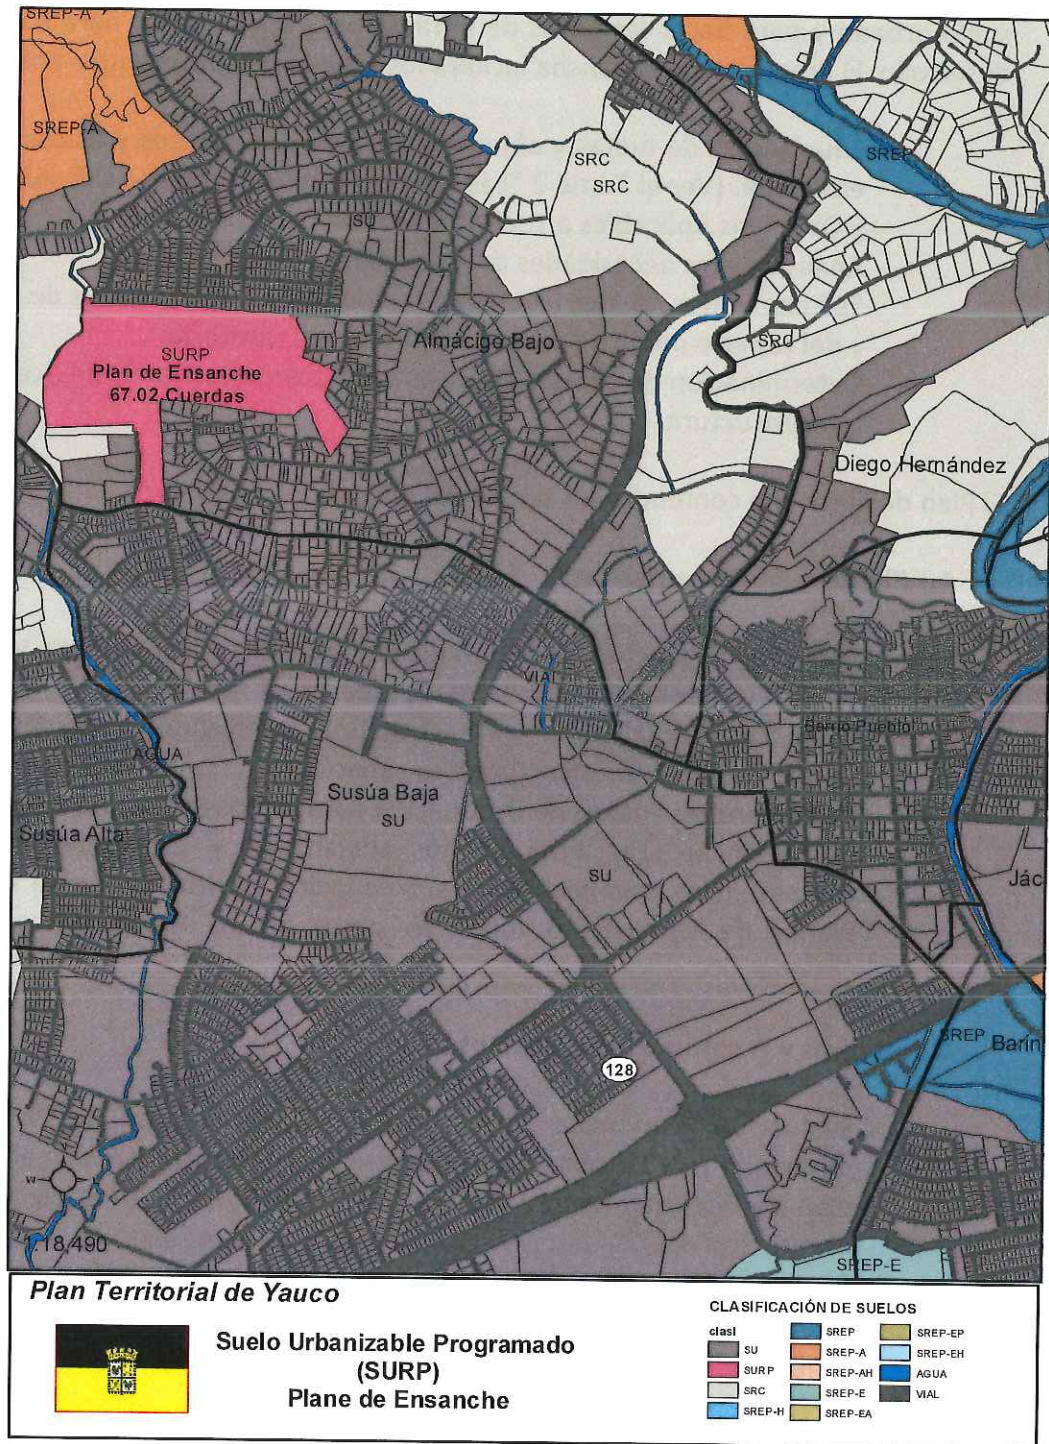 SREP-A
SREP-A
SRC
SRC
SREP
SU
SURP
Plan de Ensanche
67.02 Cuerdas
Almácigo Bajo
SRC
Diego Hernández
VIAL
Barrio Pueblo
AGUA
Susúa Baja
SU
Susúa Alta
SU
Jác
SREP
Barin
128
W
1:18,490
SREP-E
Plan Territorial de Yauco
Suelo Urbanizable Programado
(SURP)
Plane de Ensanche
CLASIFICACIÓN DE SUELOS
clasI
SU
SURP
SRC
SREP-H
SREP
SREP-A
SREP-AH
SREP-E
SREP-EA
SREP-EP
SREP-EH
AGUA
VIAL